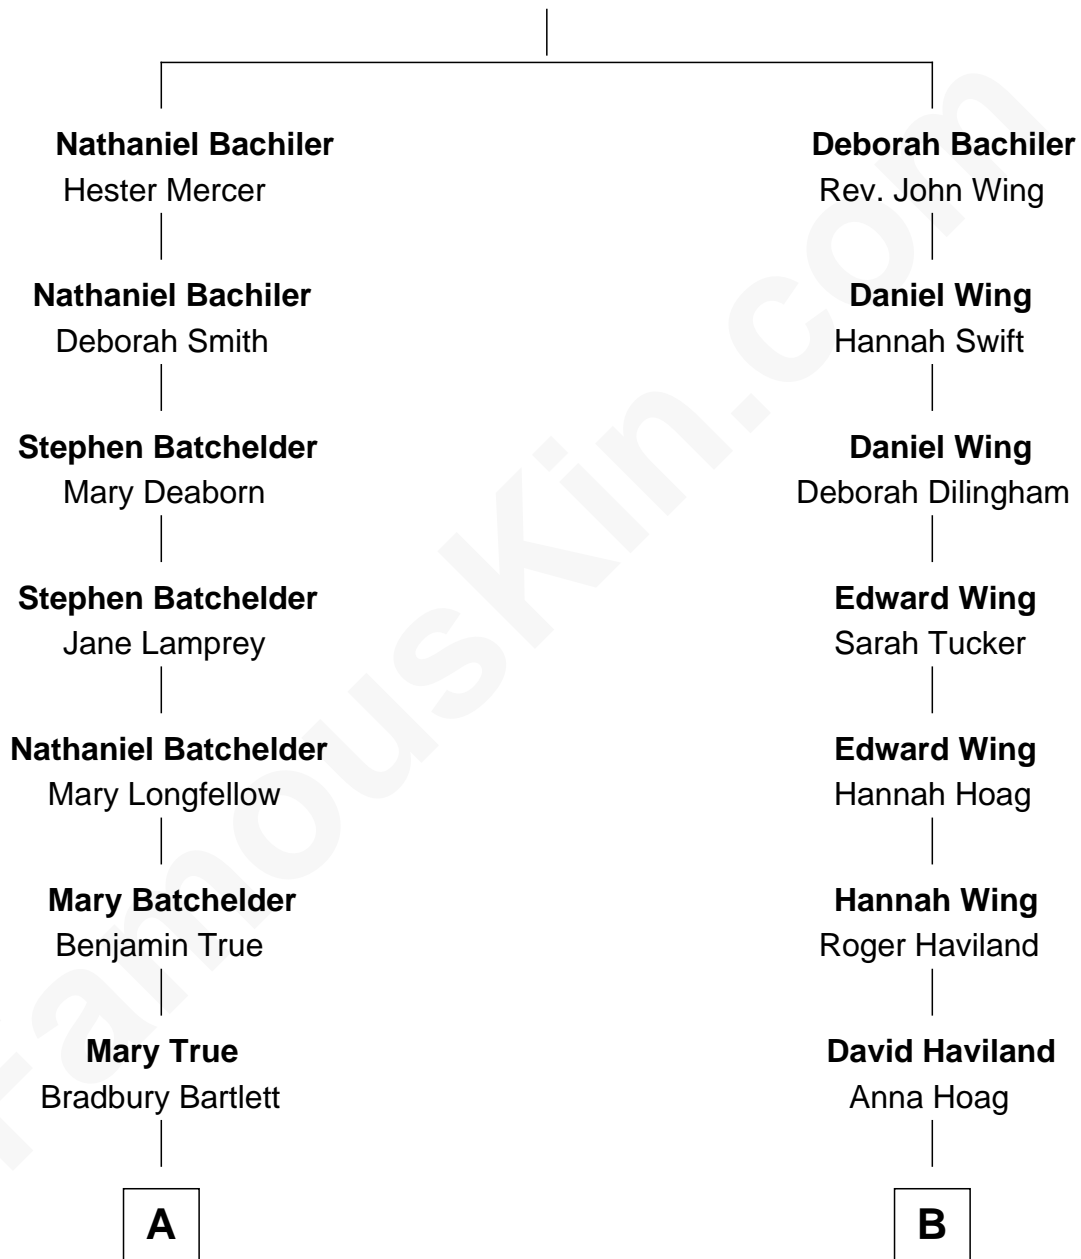 Nathaniel Bachiler
Hester Mercer
Nathaniel Bachiler
Deborah Smith
Stephen Batchelder
Mary Deaborn
Stephen Batchelder
Jane Lamprey
Nathaniel Batchelder
Mary Longfellow
Mary Batchelder
Benjamin True
Mary True
Bradbury Bartlett
A
Deborah Bachiler
Rev. John Wing
Daniel Wing
Hannah Swift
Daniel Wing
Deborah Dilingham
Edward Wing
Sarah Tucker
Edward Wing
Hannah Hoag
Hannah Wing
Roger Haviland
David Haviland
Anna Hoag
B
FamousKin.com